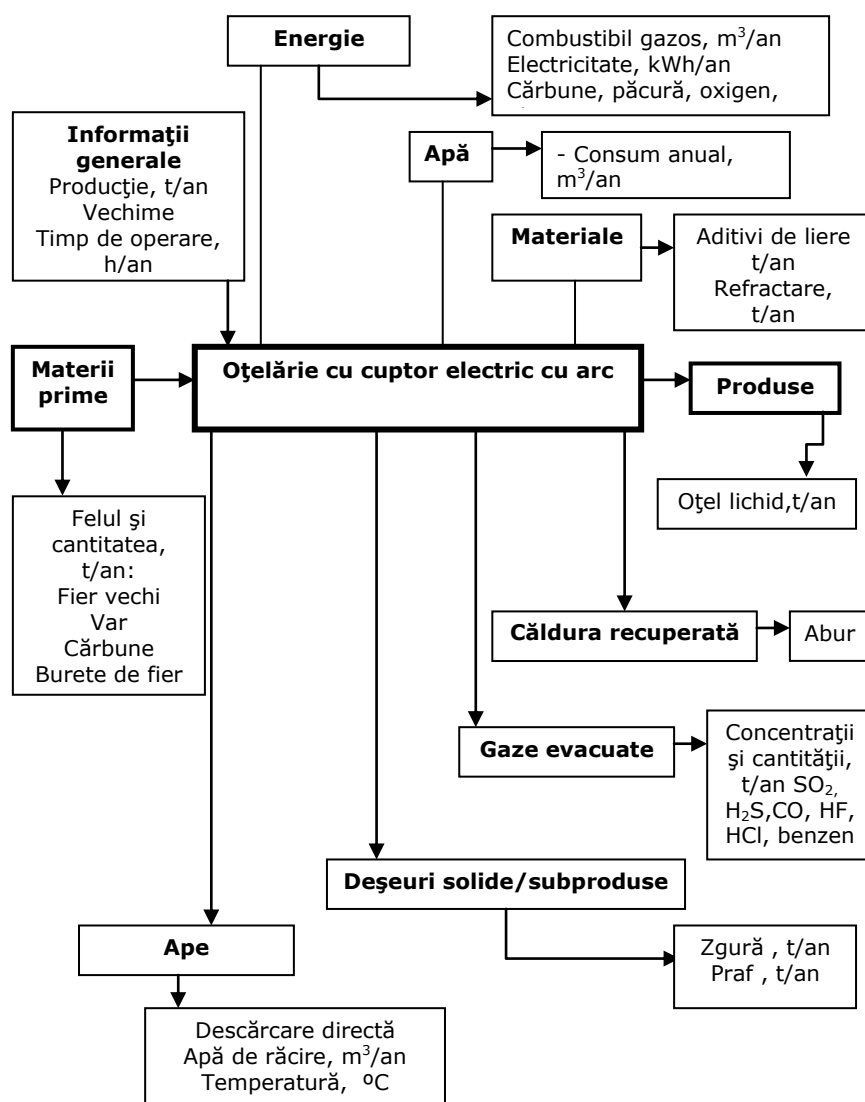 Energie
Combustibil gazos, m³/an
Electricitate, kWh/an
Cărbune, păcură, oxigen,
Informaţii
generale
Producţie, t/an
Vechime
Timp de operare,
h/an
Apă
- Consum anual,
m³/an
Materiale
Aditivi de liere
t/an
Refractare,
t/an
Materii
prime
Oţelărie cu cuptor electric cu arc
Produse
Oţel lichid,t/an
Felul şi
cantitatea,
t/an:
Fier vechi
Var
Cărbune
Burete de fier
Căldura recuperată
Abur
Gaze evacuate
Concentraţii
şi cantităţii,
t/an SO₂,
H₂S,CO, HF,
HCl, benzen
Deşeuri solide/subproduse
Zgură , t/an
Praf , t/an
Ape
Descărcare directă
Apă de răcire, m³/an
Temperatură, ºC